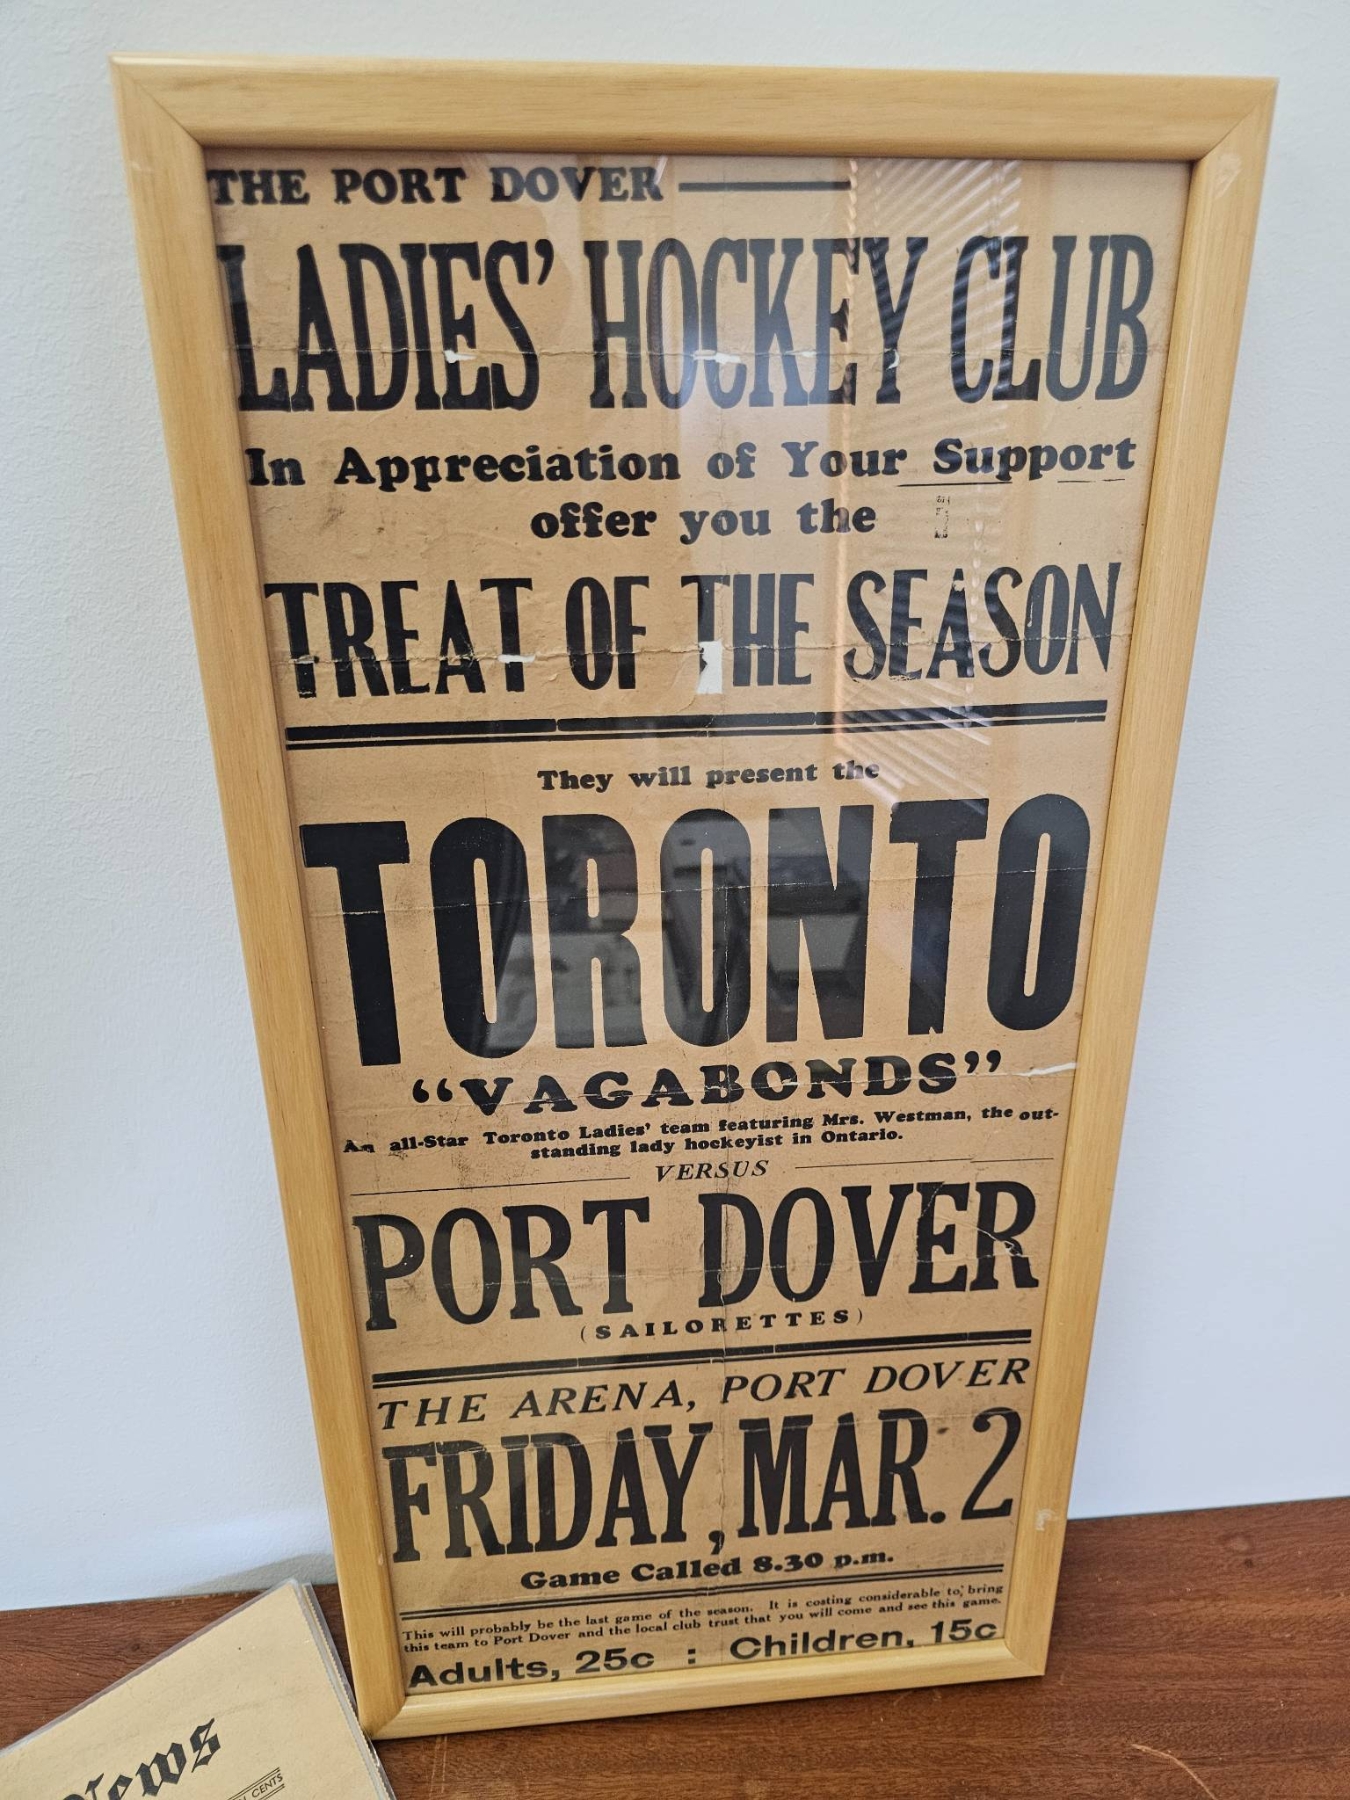 THE PORT DOVER
LADIES' HOCKEY CLUB
In Appreciation of Your Support
offer you the
TREAT OF THE SEASON
They will present the
TORONTO
“VAGABONDS”
An all-Star Toronto Ladies' team featuring Mrs. Westman, the out-
standing lady hockeyist in Ontario.
VERSUS
PORT DOVER
(SAILORETTES)
THE ARENA, PORT DOVER
FRIDAY, MAR. 2
Game Called 8.30 p.m.
This will probably be the last game of the season. It is costing considerable to bring
this team to Port Dover and the local club trust that you will come and see this game.
Adults, 25c : Children, 15c
News
CENTS